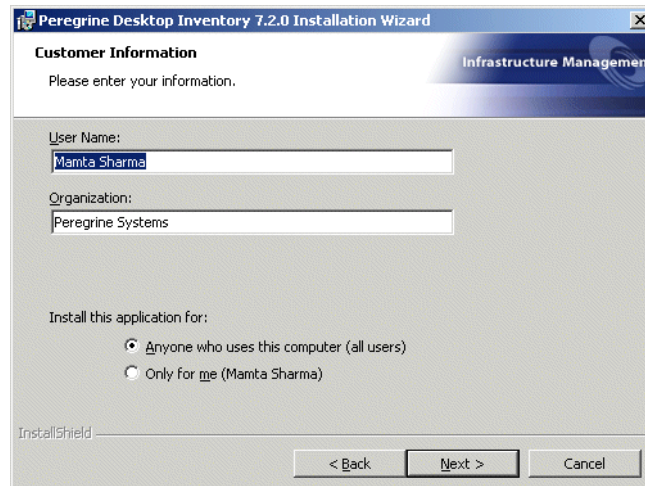 Peregrine Desktop Inventory 7.2.0 Installation Wizard
Customer Information
Please enter your information.
Infrastructure Managemen
User Name:
Mamta Sharma
Organization:
Peregrine Systems
Install this application for:
Anyone who uses this computer (all users)
Only for me (Mamta Sharma)
InstallShield
< Back Next > Cancel